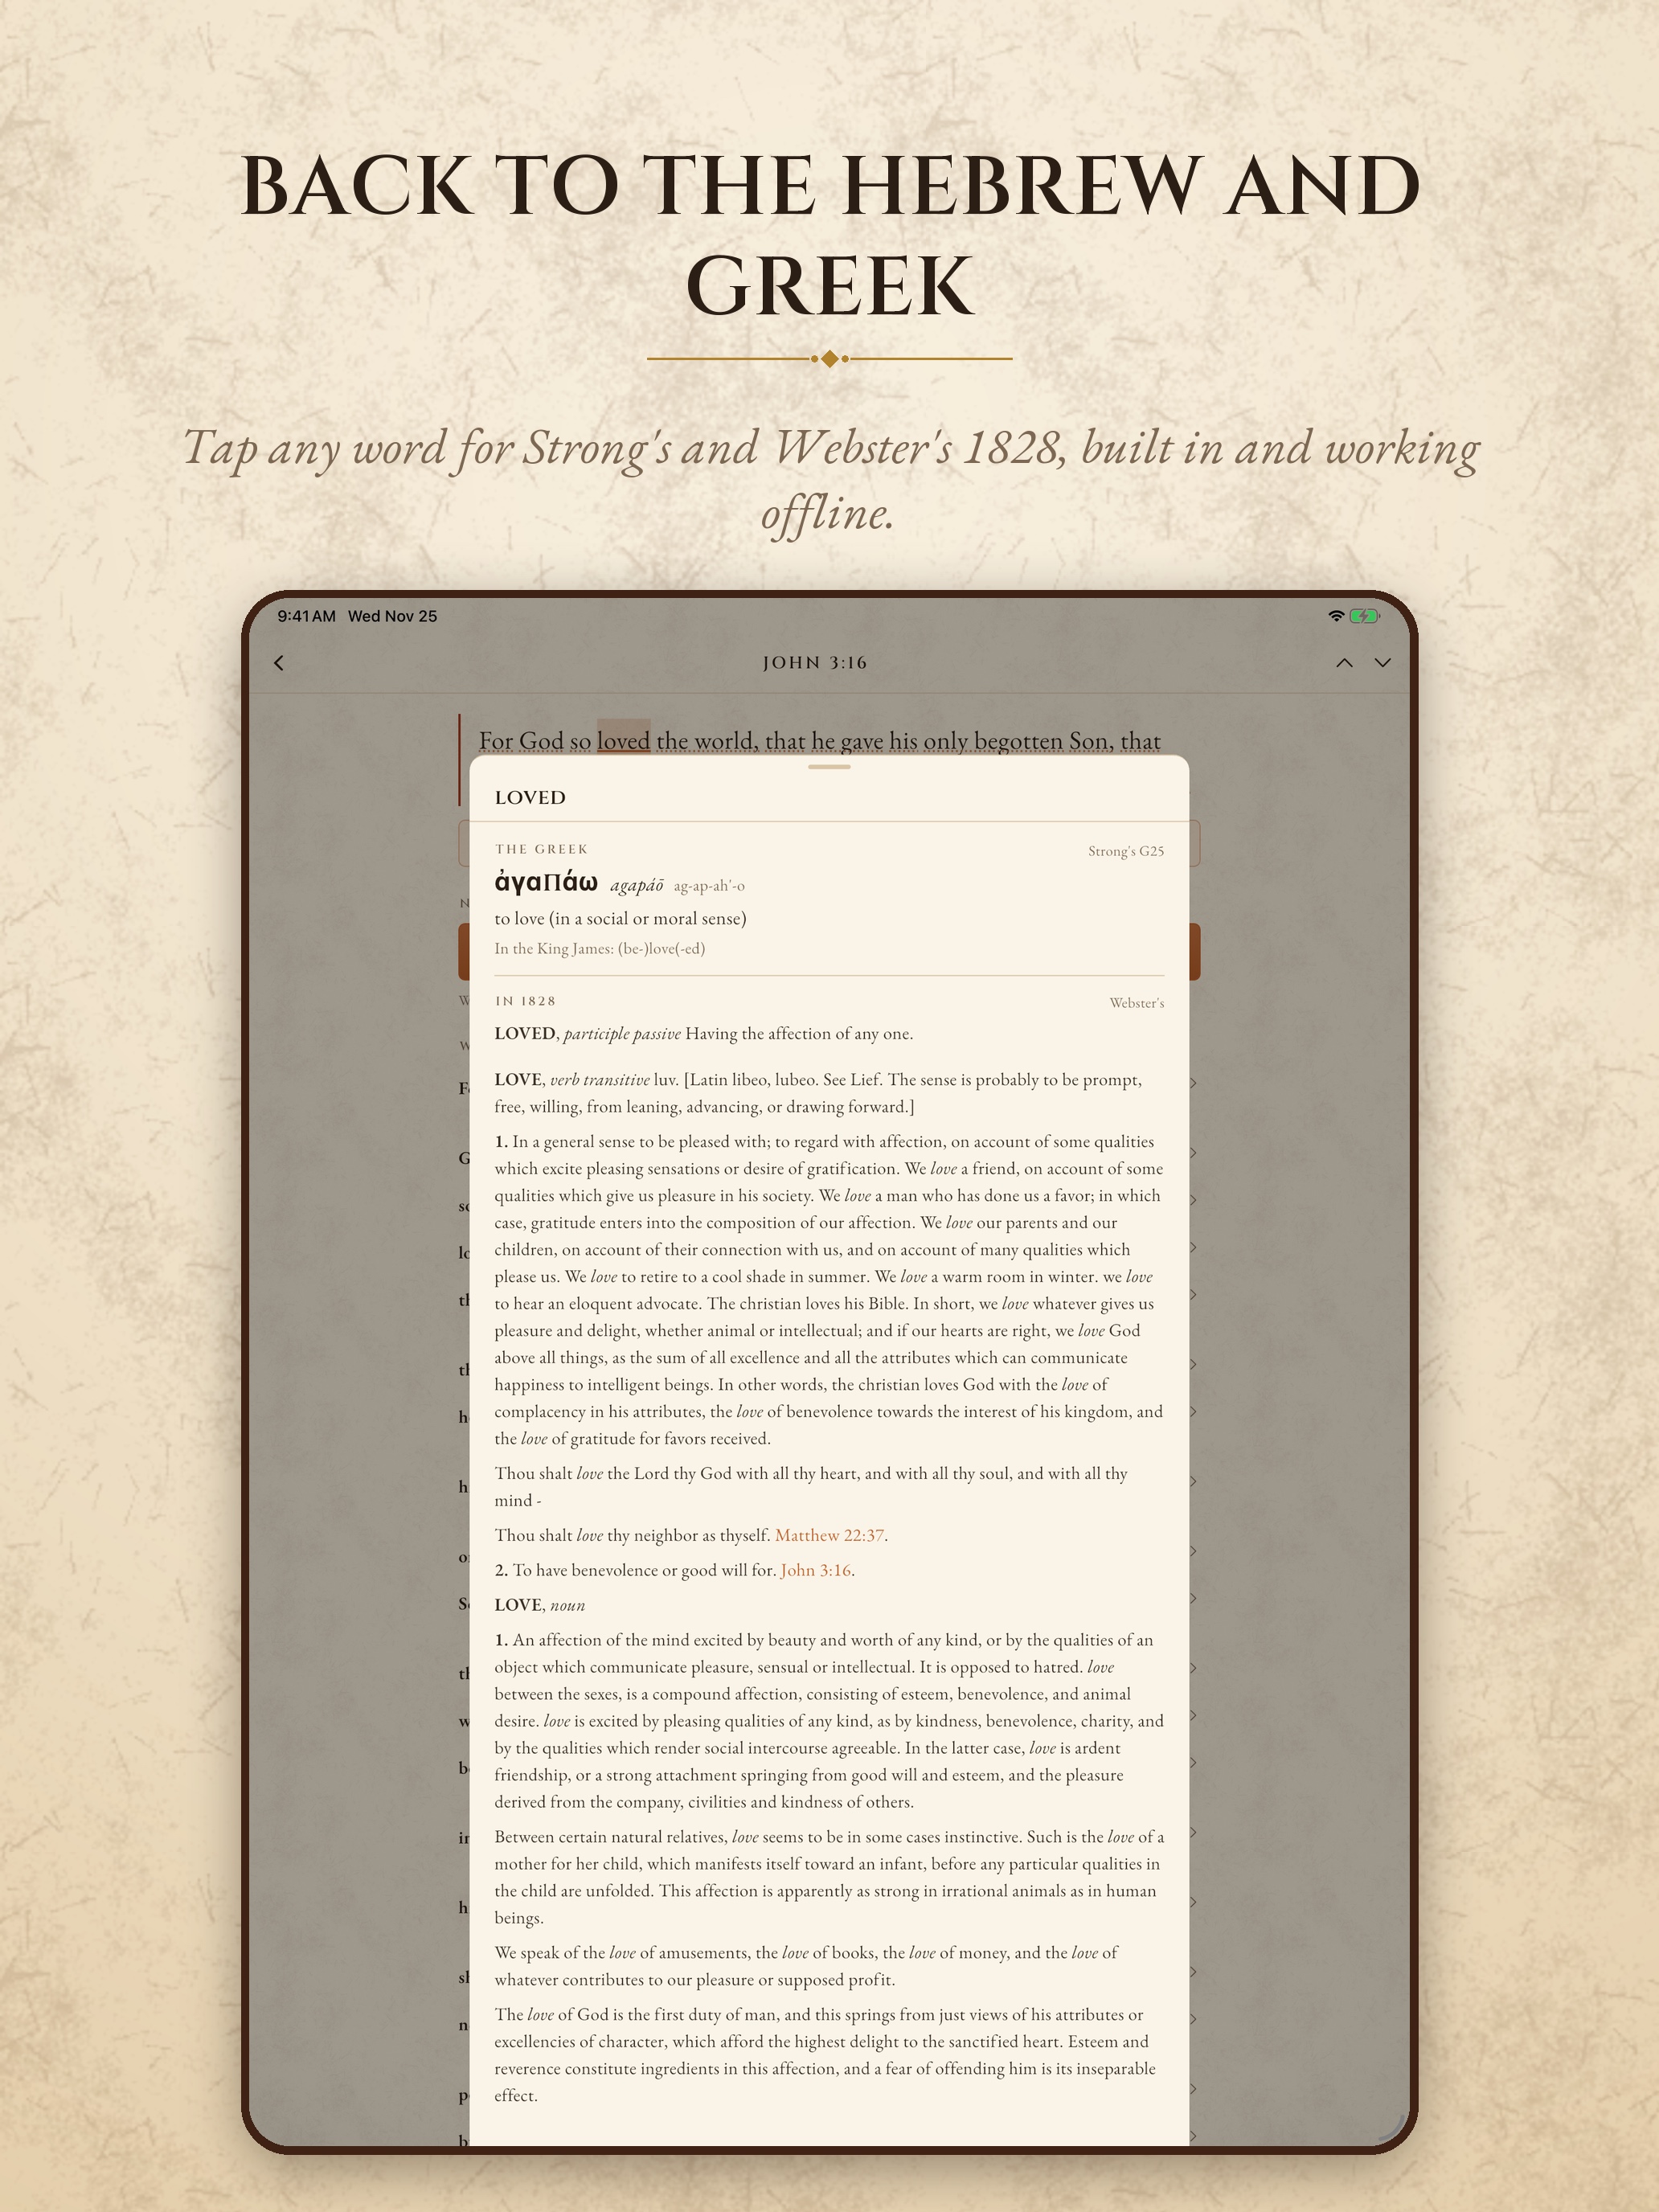 BACK TO THE HEBREW AND
GREEK
Tap any word for Strong's and Webster's 1828, built in and working
offline.
9:41 AM Wed Nov 25
JOHN 3:16
For God so loved the world, that he gave his only begotten Son, that
LOVED
THE GREEK Strong's G25
ἀγαΠάω agapáō ag-ap-ah'-o
to love (in a social or moral sense)
In the King James: (be-)love(-ed)
IN 1828 Webster's
LOVED, participle passive Having the affection of any one.
LOVE, verb transitive luv. [Latin libeo, lubeo. See Lief. The sense is probably to be prompt,
free, willing, from leaning, advancing, or drawing forward.]
1. In a general sense to be pleased with; to regard with affection, on account of some qualities
which excite pleasing sensations or desire of gratification. We love a friend, on account of some
qualities which give us pleasure in his society. We love a man who has done us a favor; in which
case, gratitude enters into the composition of our affection. We love our parents and our
children, on account of their connection with us, and on account of many qualities which
please us. We love to retire to a cool shade in summer. We love a warm room in winter. we love
to hear an eloquent advocate. The christian loves his Bible. In short, we love whatever gives us
pleasure and delight, whether animal or intellectual; and if our hearts are right, we love God
above all things, as the sum of all excellence and all the attributes which can communicate
happiness to intelligent beings. In other words, the christian loves God with the love of
complacency in his attributes, the love of benevolence towards the interest of his kingdom, and
the love of gratitude for favors received.
Thou shalt love the Lord thy God with all thy heart, and with all thy soul, and with all thy
mind -
Thou shalt love thy neighbor as thyself. Matthew 22:37.
2. To have benevolence or good will for. John 3:16.
LOVE, noun
1. An affection of the mind excited by beauty and worth of any kind, or by the qualities of an
object which communicate pleasure, sensual or intellectual. It is opposed to hatred. love
between the sexes, is a compound affection, consisting of esteem, benevolence, and animal
desire. love is excited by pleasing qualities of any kind, as by kindness, benevolence, charity, and
by the qualities which render social intercourse agreeable. In the latter case, love is ardent
friendship, or a strong attachment springing from good will and esteem, and the pleasure
derived from the company, civilities and kindness of others.
Between certain natural relatives, love seems to be in some cases instinctive. Such is the love of a
mother for her child, which manifests itself toward an infant, before any particular qualities in
the child are unfolded. This affection is apparently as strong in irrational animals as in human
beings.
We speak of the love of amusements, the love of books, the love of money, and the love of
whatever contributes to our pleasure or supposed profit.
The love of God is the first duty of man, and this springs from just views of his attributes or
excellencies of character, which afford the highest delight to the sanctified heart. Esteem and
reverence constitute ingredients in this affection, and a fear of offending him is its inseparable
effect.